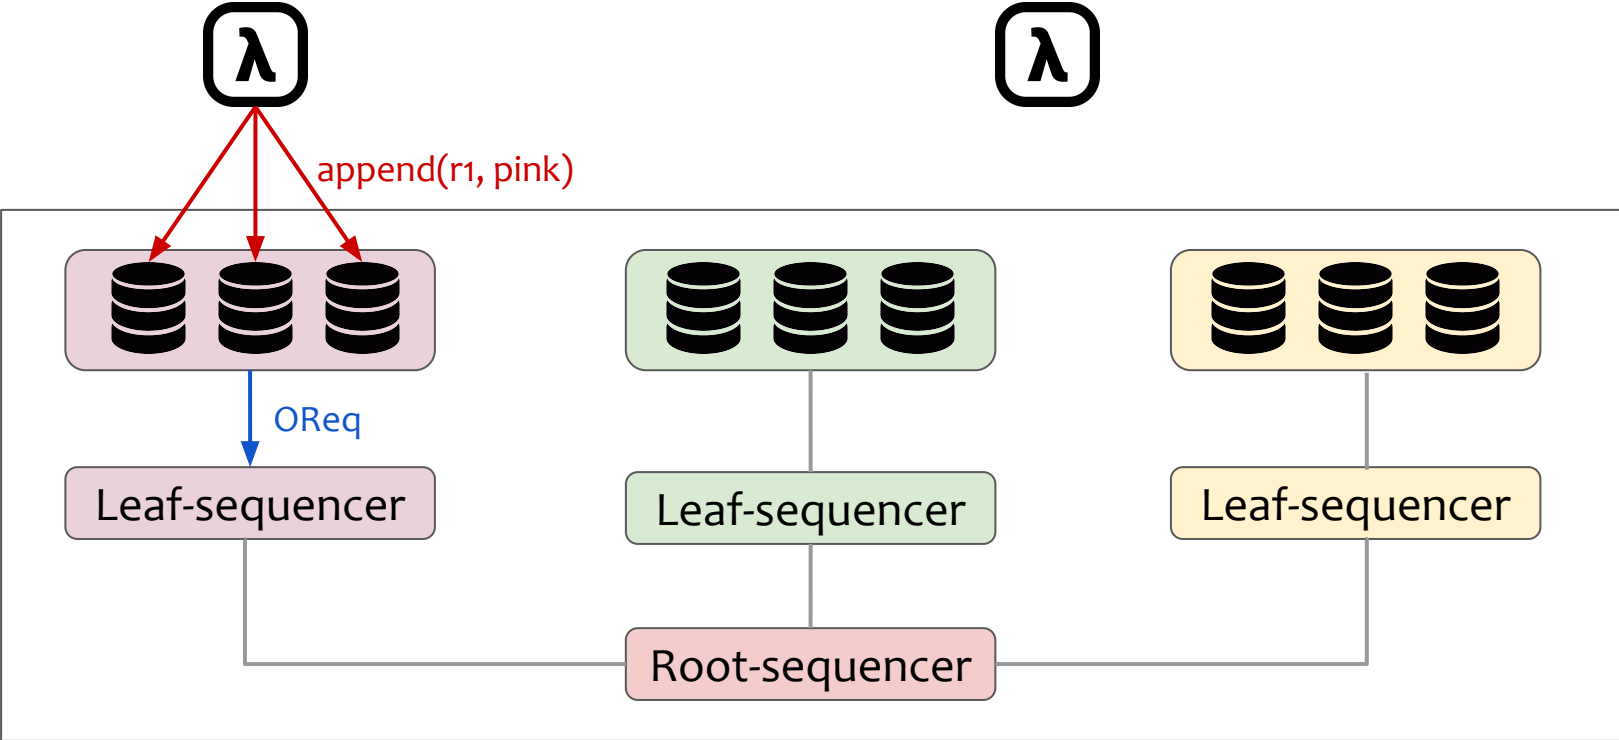 λ
λ
append(r1, pink)
OReq
Leaf-sequencer
Leaf-sequencer
Leaf-sequencer
Root-sequencer